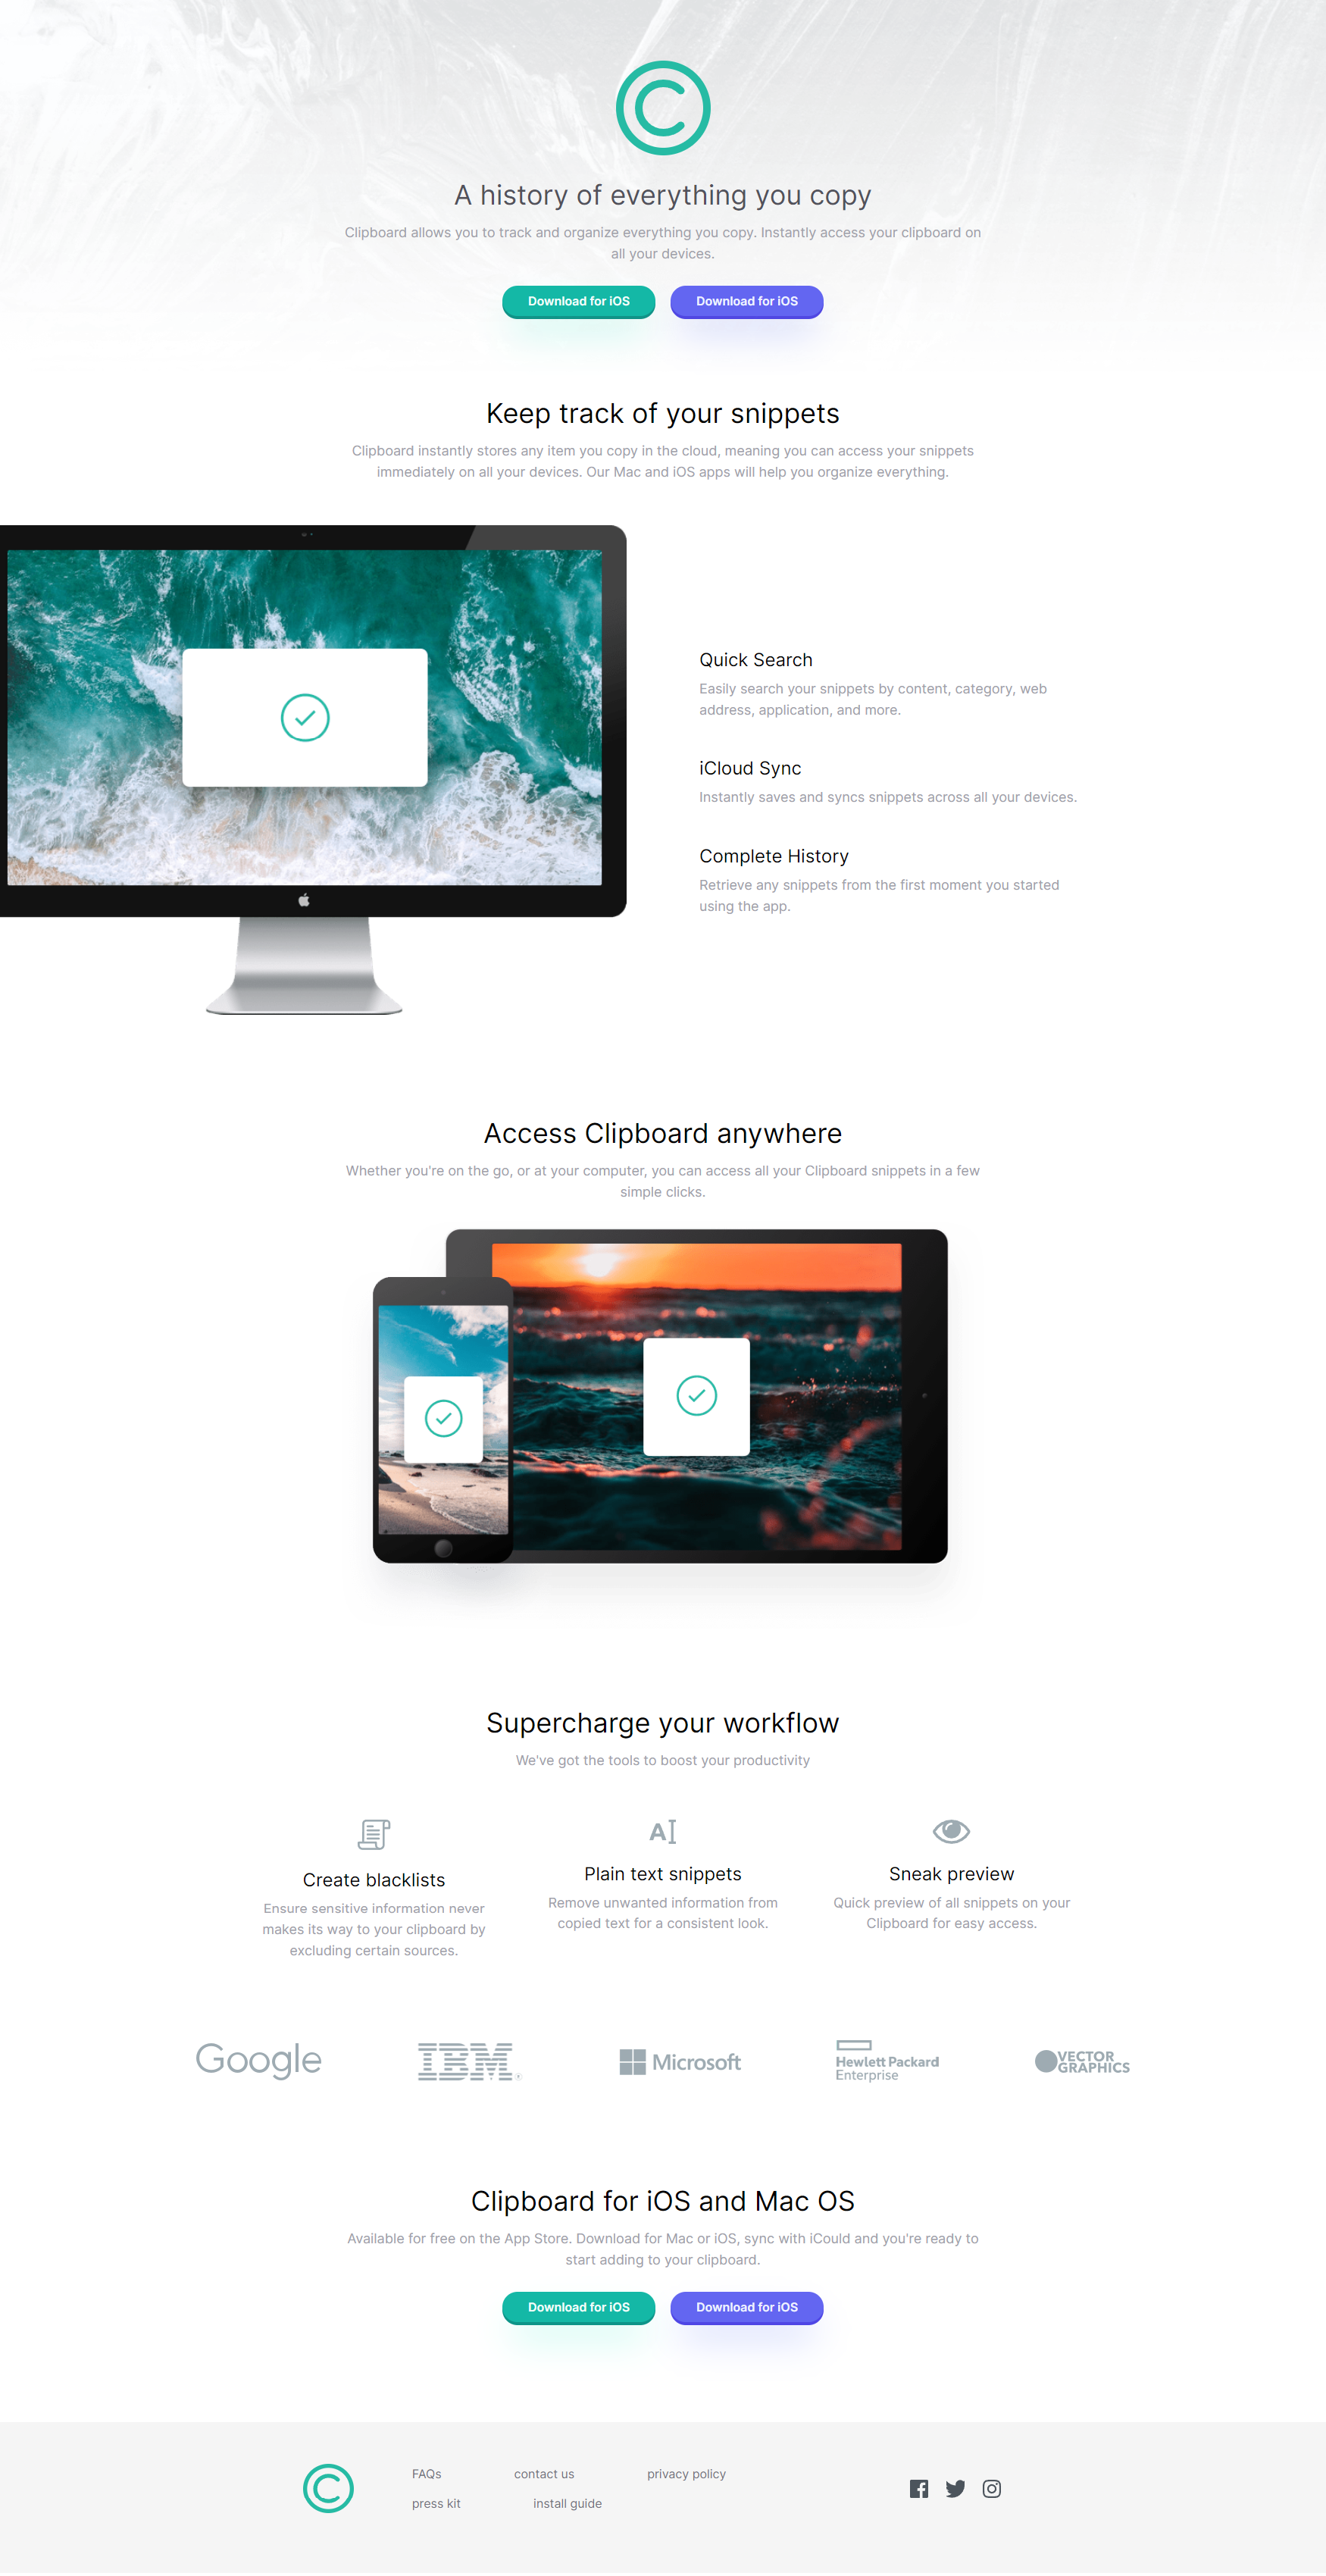 A history of everything you copy
Clipboard allows you to track and organize everything you copy. Instantly access your clipboard on
all your devices.
Download for iOS
Download for iOS
Keep track of your snippets
Clipboard instantly stores any item you copy in the cloud, meaning you can access your snippets
immediately on all your devices. Our Mac and iOS apps will help you organize everything.
Quick Search
Easily search your snippets by content, category, web
address, application, and more.
iCloud Sync
Instantly saves and syncs snippets across all your devices.
Complete History
Retrieve any snippets from the first moment you started
using the app.
Access Clipboard anywhere
Whether you're on the go, or at your computer, you can access all your Clipboard snippets in a few
simple clicks.
Supercharge your workflow
We've got the tools to boost your productivity
Create blacklists
Ensure sensitive information never
makes its way to your clipboard by
excluding certain sources.
A
Plain text snippets
Remove unwanted information from
copied text for a consistent look.
Sneak preview
Quick preview of all snippets on your
Clipboard for easy access.
Google
IBM
Microsoft
Hewlett Packard
Enterprise
VECTOR
GRAPHICS
Clipboard for iOS and Mac OS
Available for free on the App Store. Download for Mac or iOS, sync with iCould and you're ready to
start adding to your clipboard.
Download for iOS
Download for iOS
FAQs
contact us
privacy policy
press kit
install guide